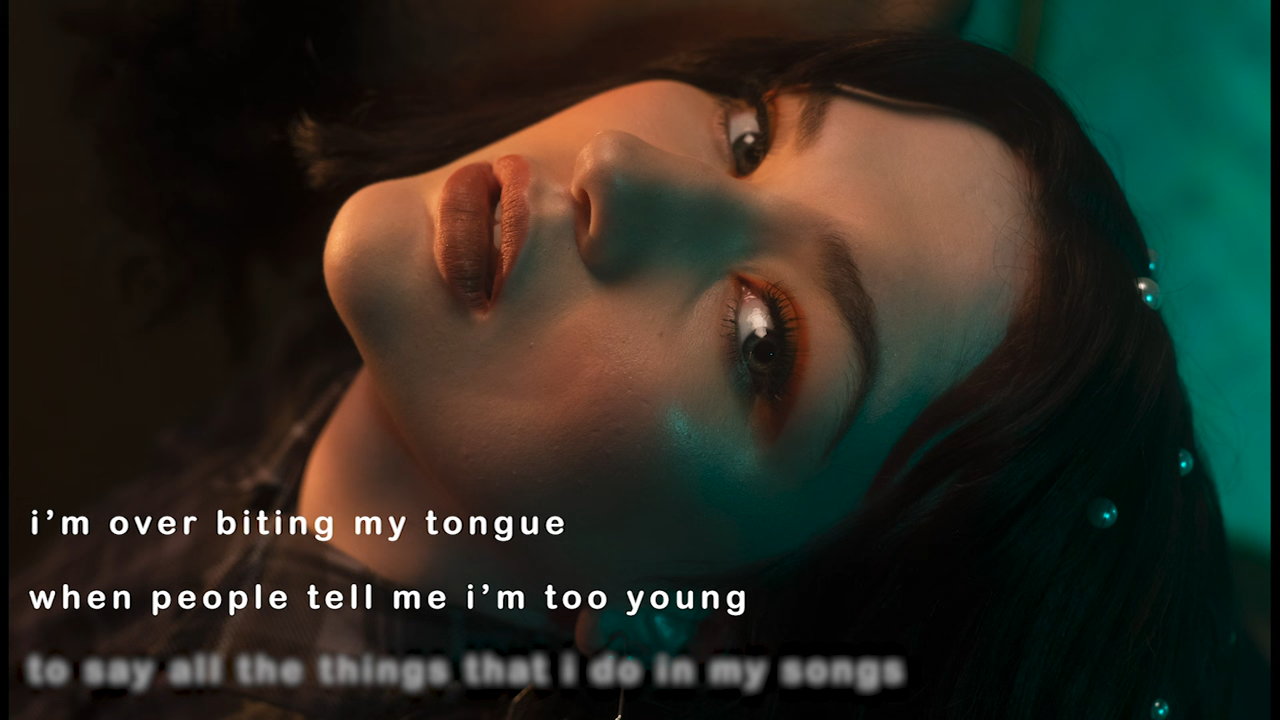 i’m over biting my tongue
when people tell me i’m too young
to say all the things that i do in my songs